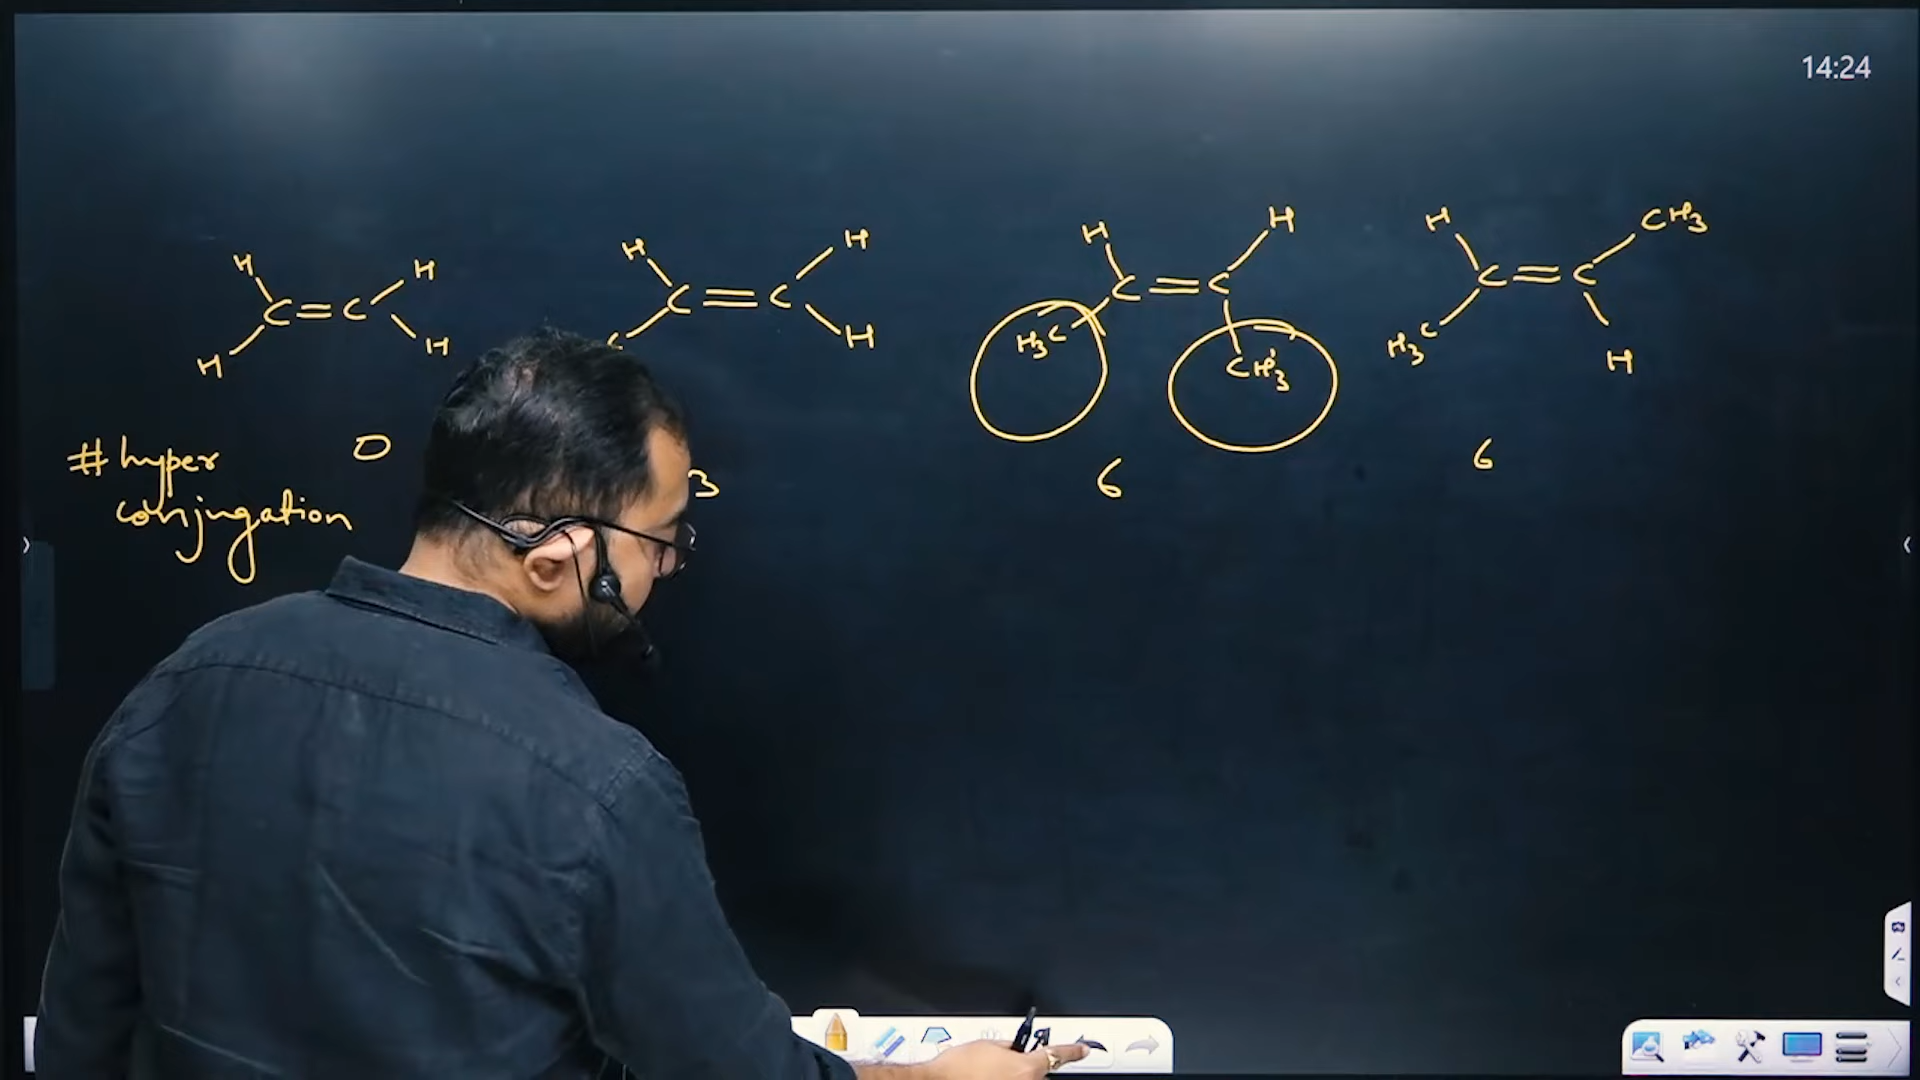 14:24
H H
C=C
H H
H H
C=C
C H
H H
C=C
H3C CH3
H CH3
C=C
H3C H
# hyper
conjugation
0
3
6
6